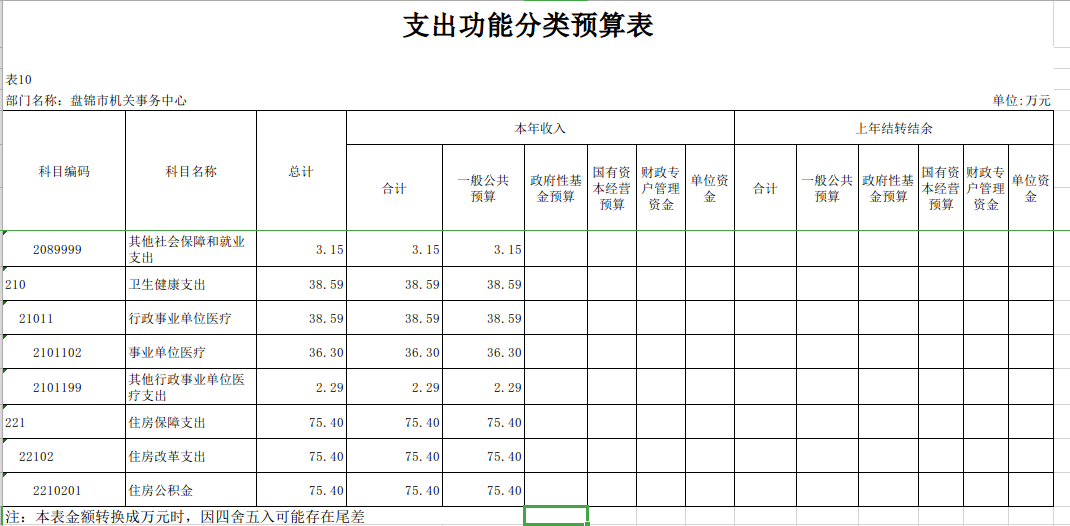 支出功能分类预算表
表10
部门名称：盘锦市机关事务中心 单位:万元
科目编码 科目名称 总计 本年收入 上年结转结余
合计 一般公共预算 政府性基金预算 国有资本经营预算 财政专户管理资金 单位资金 合计 一般公共预算 政府性基金预算 国有资本经营预算 财政专户管理资金 单位资金
2089999 其他社会保障和就业支出 3.15 3.15 3.15
210 卫生健康支出 38.59 38.59 38.59
21011 行政事业单位医疗 38.59 38.59 38.59
2101102 事业单位医疗 36.30 36.30 36.30
2101199 其他行政事业单位医疗支出 2.29 2.29 2.29
221 住房保障支出 75.40 75.40 75.40
22102 住房改革支出 75.40 75.40 75.40
2210201 住房公积金 75.40 75.40 75.40
注：本表金额转换成万元时，因四舍五入可能存在尾差